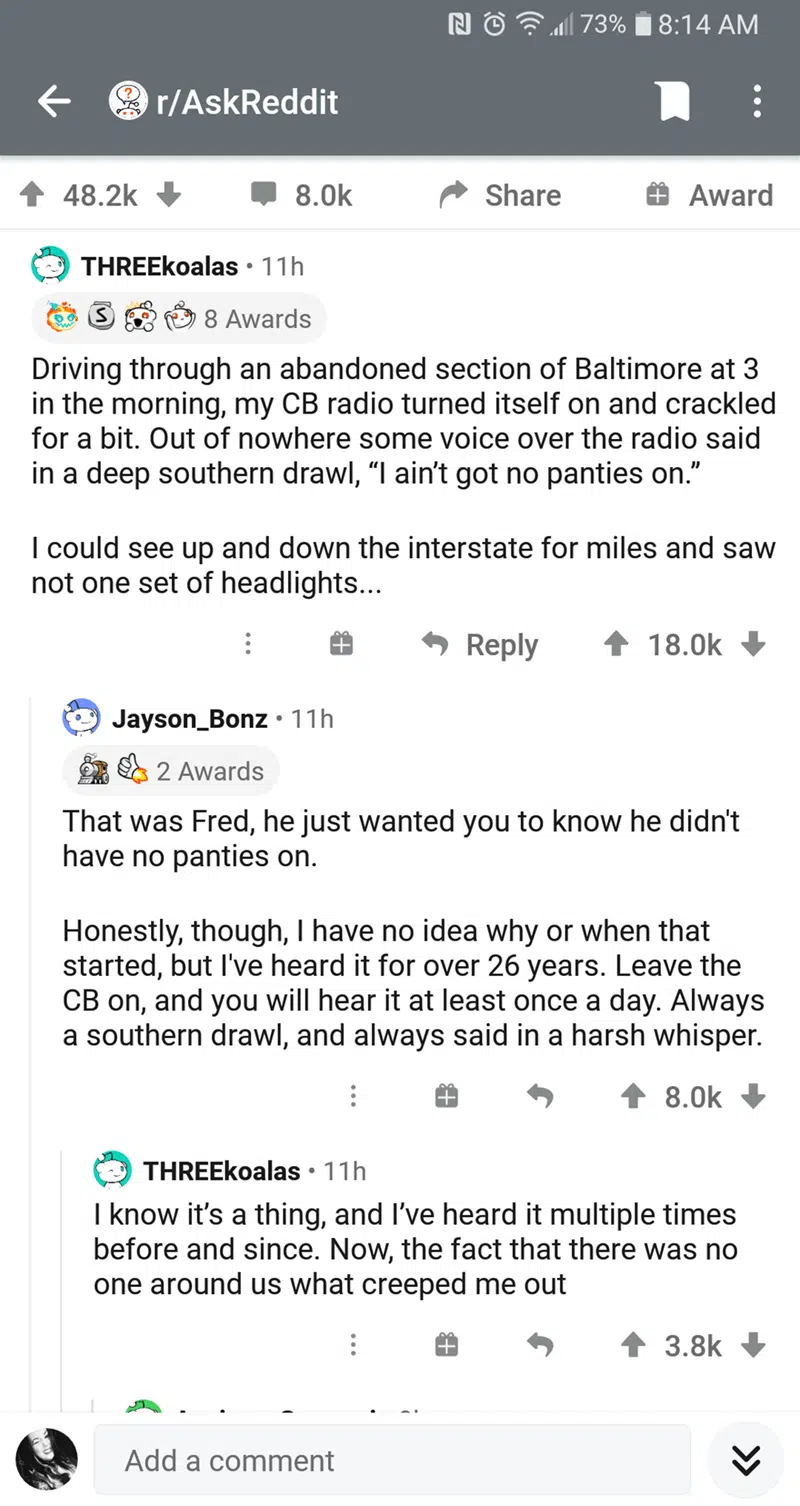 73% 8:14 AM
r/AskReddit
48.2k 8.0k Share Award
THREEkoalas • 11h
S 8 Awards
Driving through an abandoned section of Baltimore at 3
in the morning, my CB radio turned itself on and crackled
for a bit. Out of nowhere some voice over the radio said
in a deep southern drawl, “I ain’t got no panties on.”
I could see up and down the interstate for miles and saw
not one set of headlights...
Reply 18.0k
Jayson_Bonz • 11h
2 Awards
That was Fred, he just wanted you to know he didn't
have no panties on.
Honestly, though, I have no idea why or when that
started, but I've heard it for over 26 years. Leave the
CB on, and you will hear it at least once a day. Always
a southern drawl, and always said in a harsh whisper.
8.0k
THREEkoalas • 11h
I know it’s a thing, and I’ve heard it multiple times
before and since. Now, the fact that there was no
one around us what creeped me out
3.8k
Add a comment